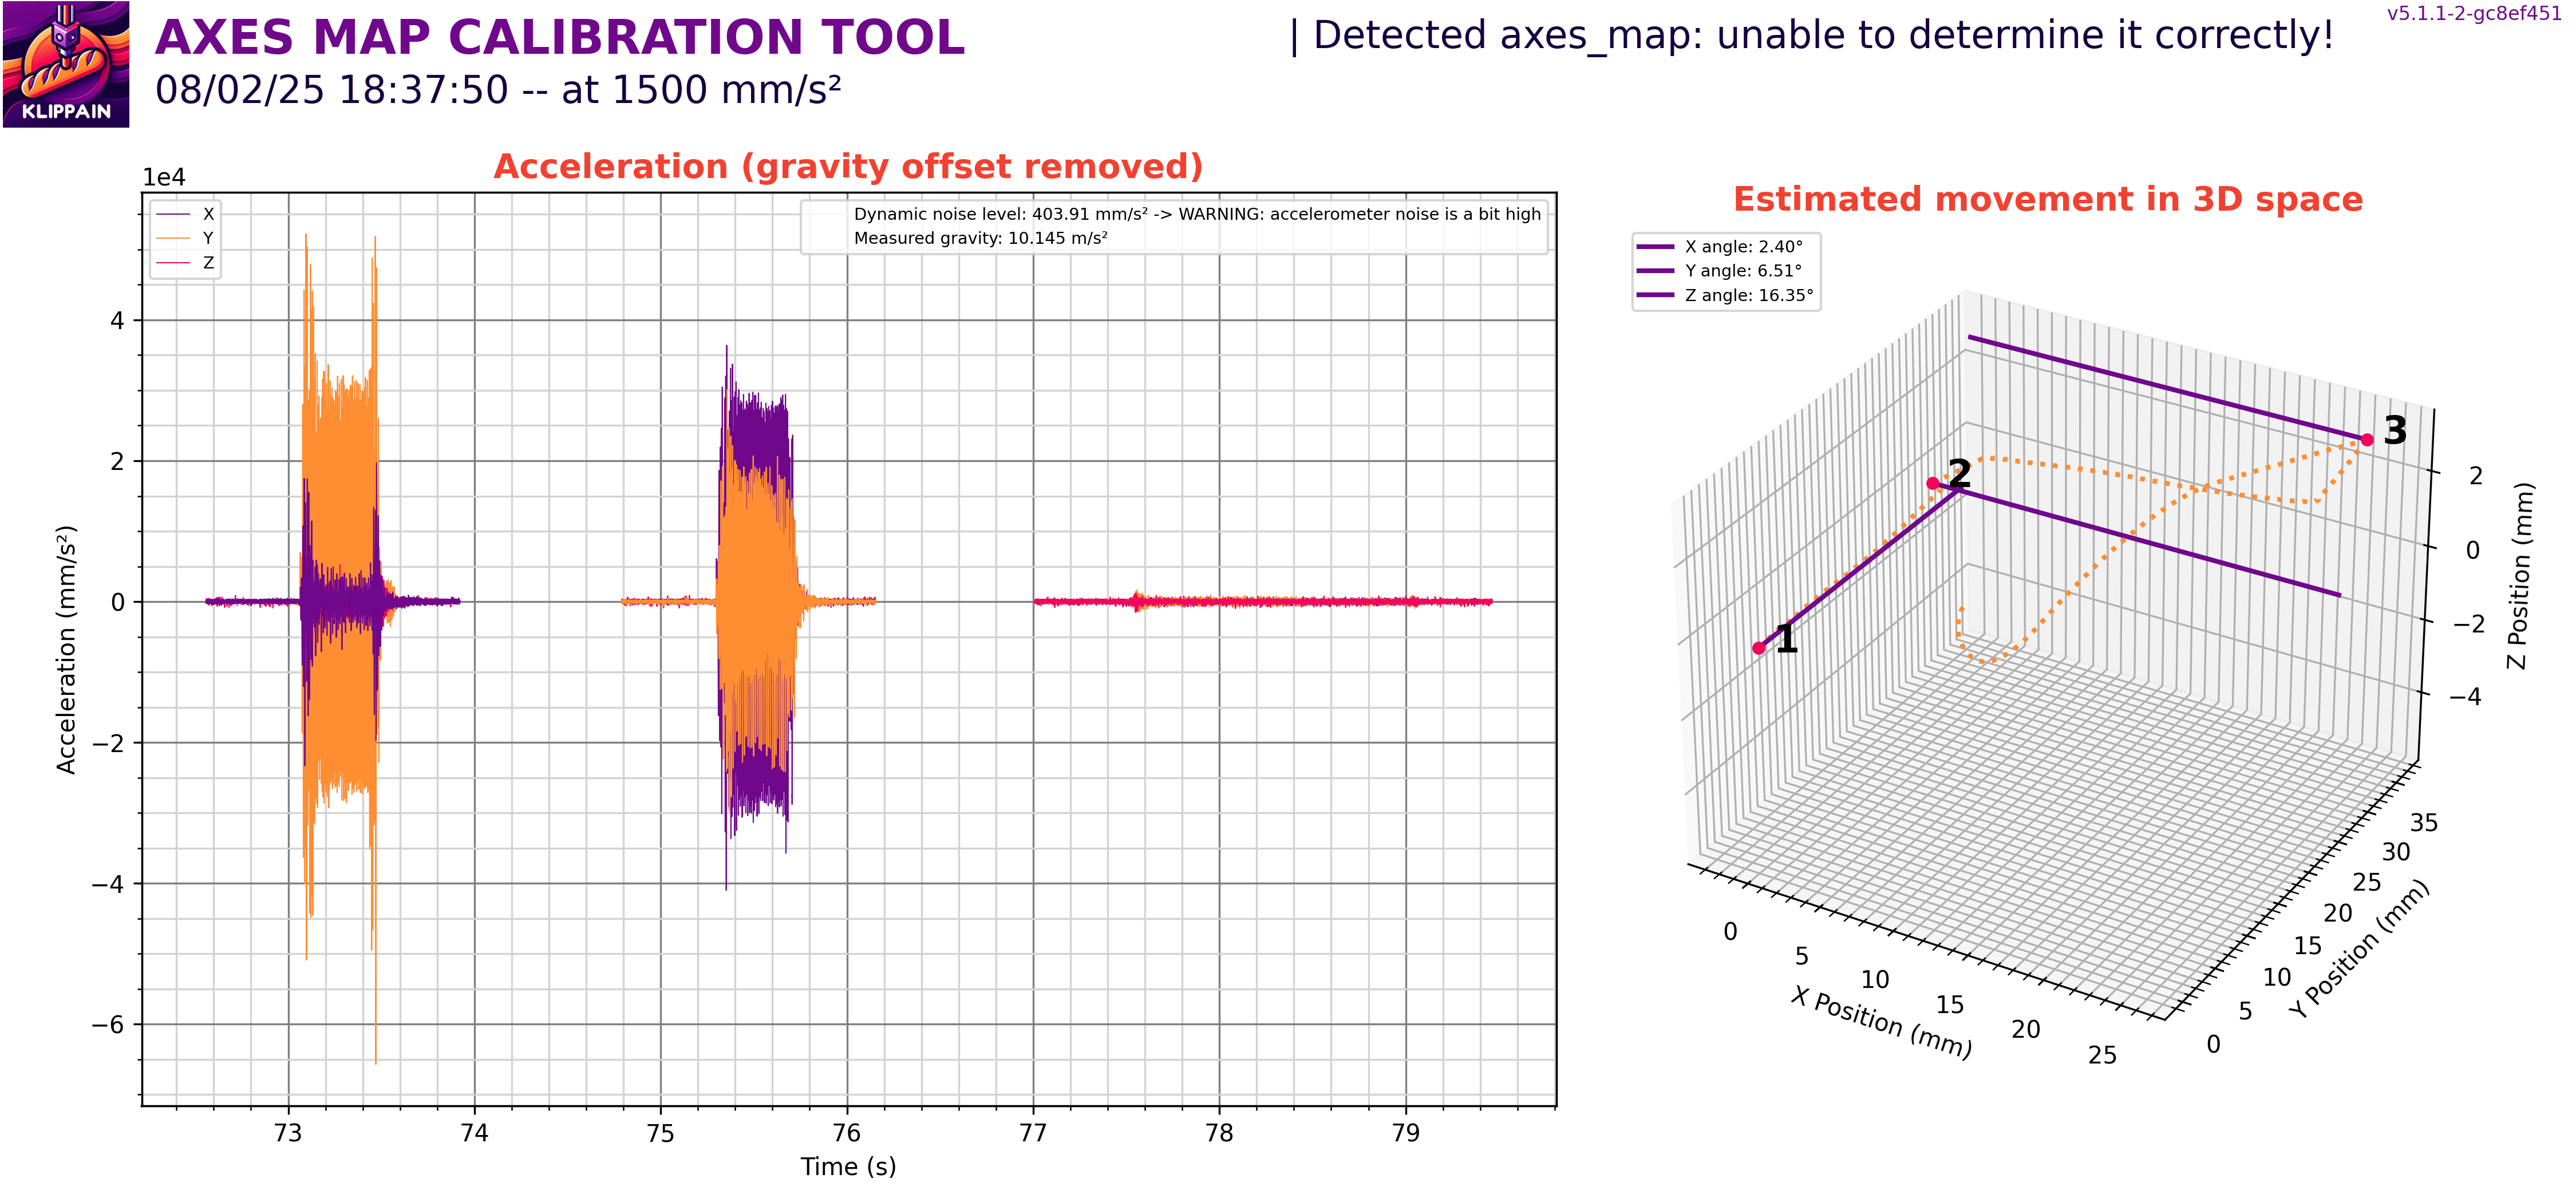 KLIPPAIN
AXES MAP CALIBRATION TOOL
08/02/25 18:37:50 -- at 1500 mm/s²
| Detected axes_map: unable to determine it correctly!
v5.1.1-2-gc8ef451
Acceleration (gravity offset removed)
1e4
X
Y
Z
Dynamic noise level: 403.91 mm/s² -> WARNING: accelerometer noise is a bit high
Measured gravity: 10.145 m/s²
4
2
0
−2
−4
−6
Acceleration (mm/s²)
73 74 75 76 77 78 79
Time (s)
Estimated movement in 3D space
X angle: 2.40°
Y angle: 6.51°
Z angle: 16.35°
1
2
3
2
0
−2
−4
Z Position (mm)
0 5 10 15 20 25
X Position (mm)
0 5 10 15 20 25 30 35
Y Position (mm)